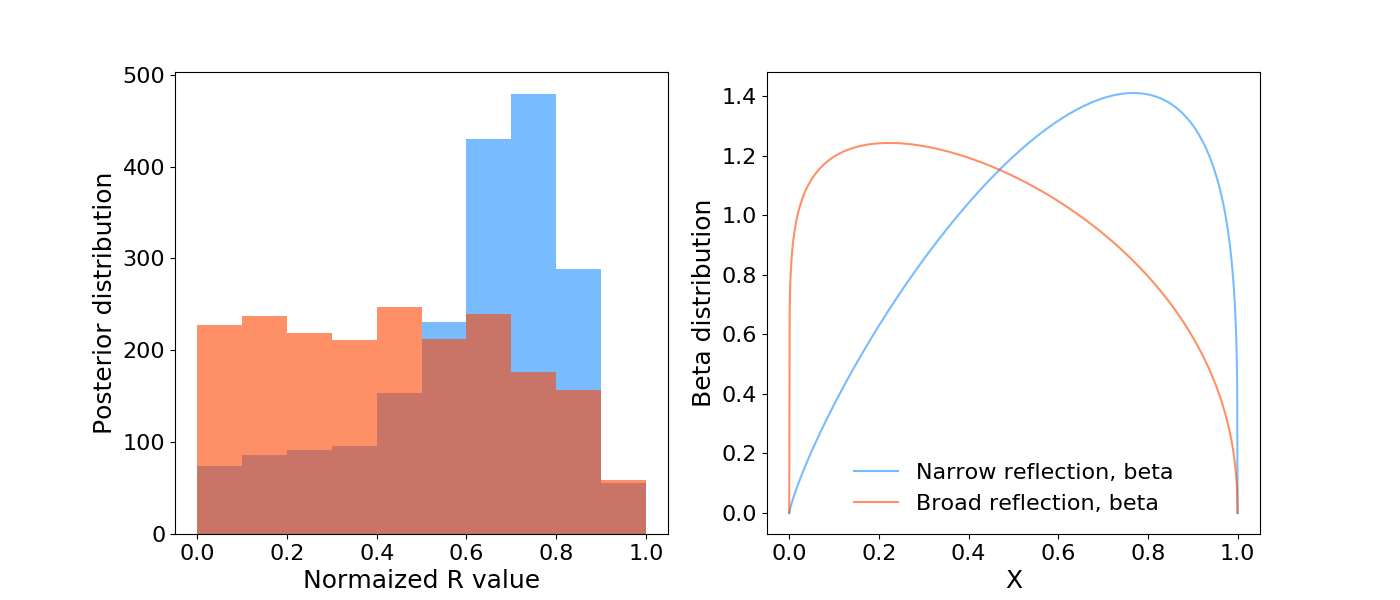 Posterior distribution
500
400
300
200
100
0
0.0 0.2 0.4 0.6 0.8 1.0
Normaized R value
Beta distribution
1.4
1.2
1.0
0.8
0.6
0.4
0.2
0.0
Narrow reflection, beta
Broad reflection, beta
0.0 0.2 0.4 0.6 0.8 1.0
X